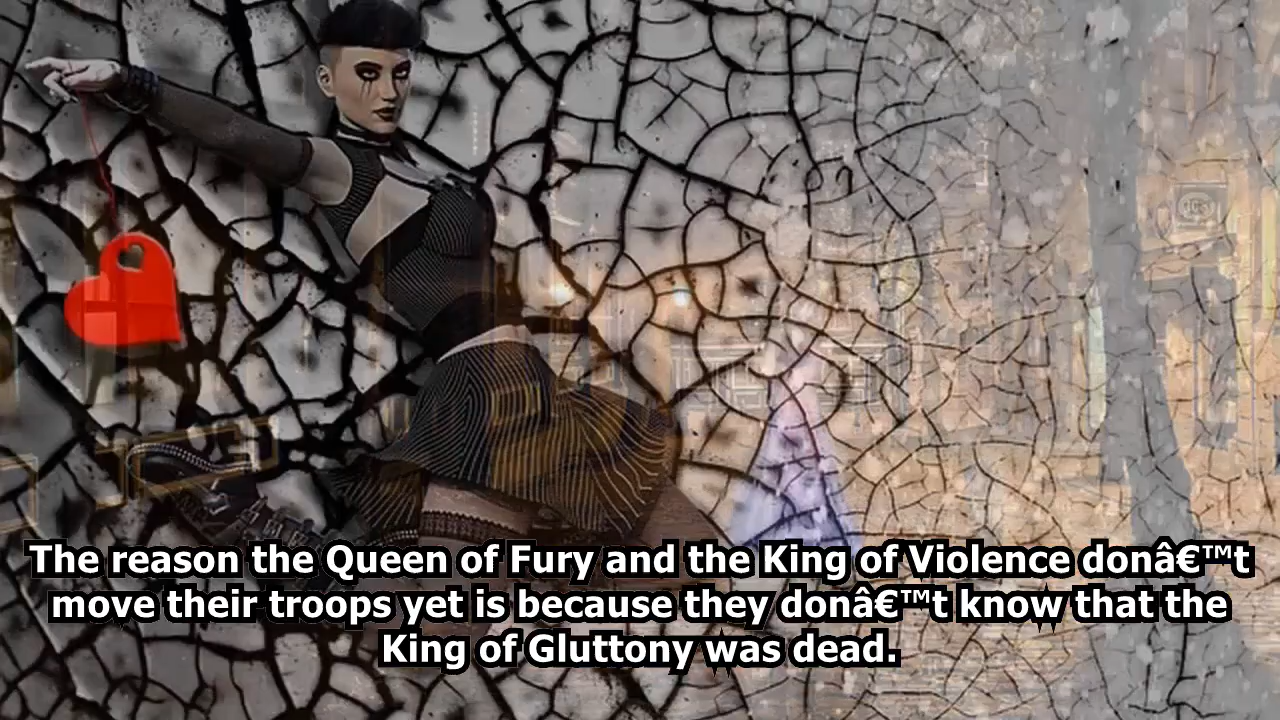 The reason the Queen of Fury and the King of Violence donâ€™t
move their troops yet is because they donâ€™t know that the
King of Gluttony was dead.